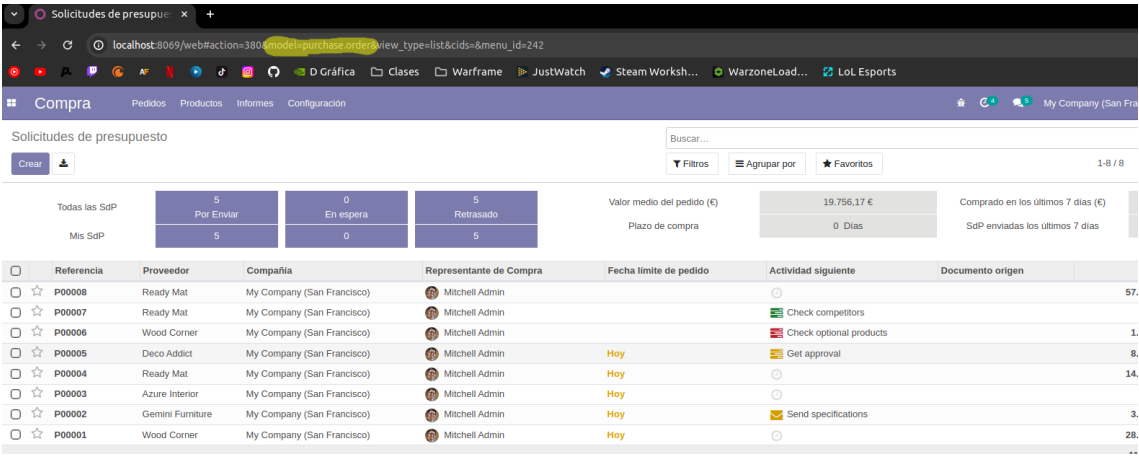 Solicitudes de presupue
localhost:8069/web#action=380&model=purchase.order&view_type=list&cids=&menu_id=242
AF D Gráfica Clases Warframe JustWatch Steam Worksh... WarzoneLoad... LoL Esports
Compra Pedidos Productos Informes Configuración 4 5 My Company (San Fra
Solicitudes de presupuesto Buscar...
Crear Filtros Agrupar por Favoritos 1-8 / 8
Todas las SdP 5 Por Enviar 0 En espera 5 Retrasado Valor medio del pedido (€) 19.756,17 € Comprado en los últimos 7 días (€)
Mis SdP 5 0 5 Plazo de compra 0 Días SdP enviadas los últimos 7 días
Referencia Proveedor Compañía Representante de Compra Fecha límite de pedido Actividad siguiente Documento origen
P00008 Ready Mat My Company (San Francisco) Mitchell Admin 57.
P00007 Ready Mat My Company (San Francisco) Mitchell Admin Check competitors
P00006 Wood Corner My Company (San Francisco) Mitchell Admin Check optional products 1.
P00005 Deco Addict My Company (San Francisco) Mitchell Admin Hoy Get approval 8.
P00004 Ready Mat My Company (San Francisco) Mitchell Admin Hoy 14.
P00003 Azure Interior My Company (San Francisco) Mitchell Admin Hoy
P00002 Gemini Furniture My Company (San Francisco) Mitchell Admin Hoy Send specifications 3.
P00001 Wood Corner My Company (San Francisco) Mitchell Admin Hoy 28.